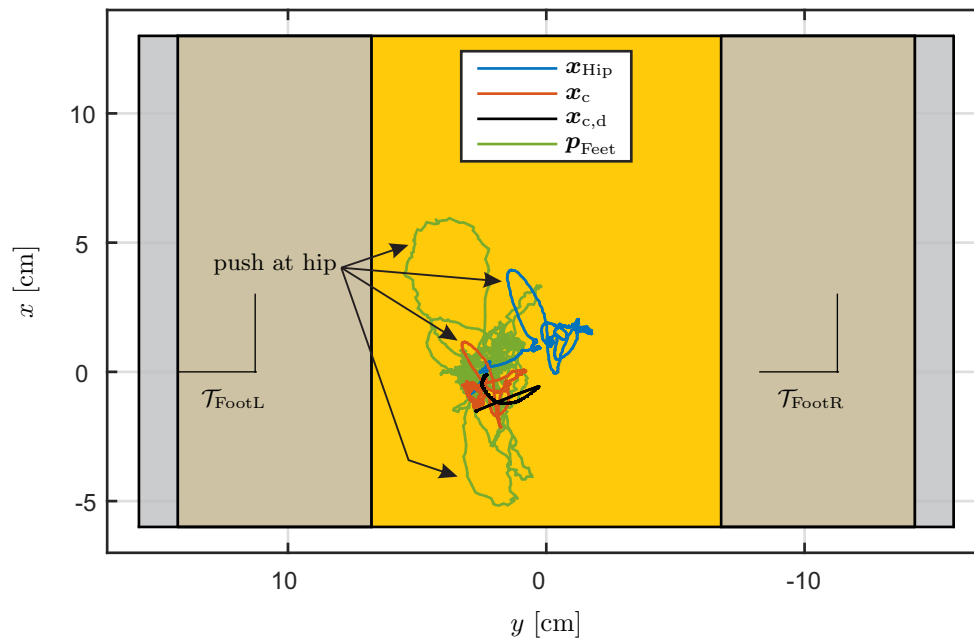 x_Hip
x_c
x_c,d
p_Feet
10
5
0
-5
x [cm]
push at hip
𝒯_FootL
𝒯_FootR
10
0
-10
y [cm]